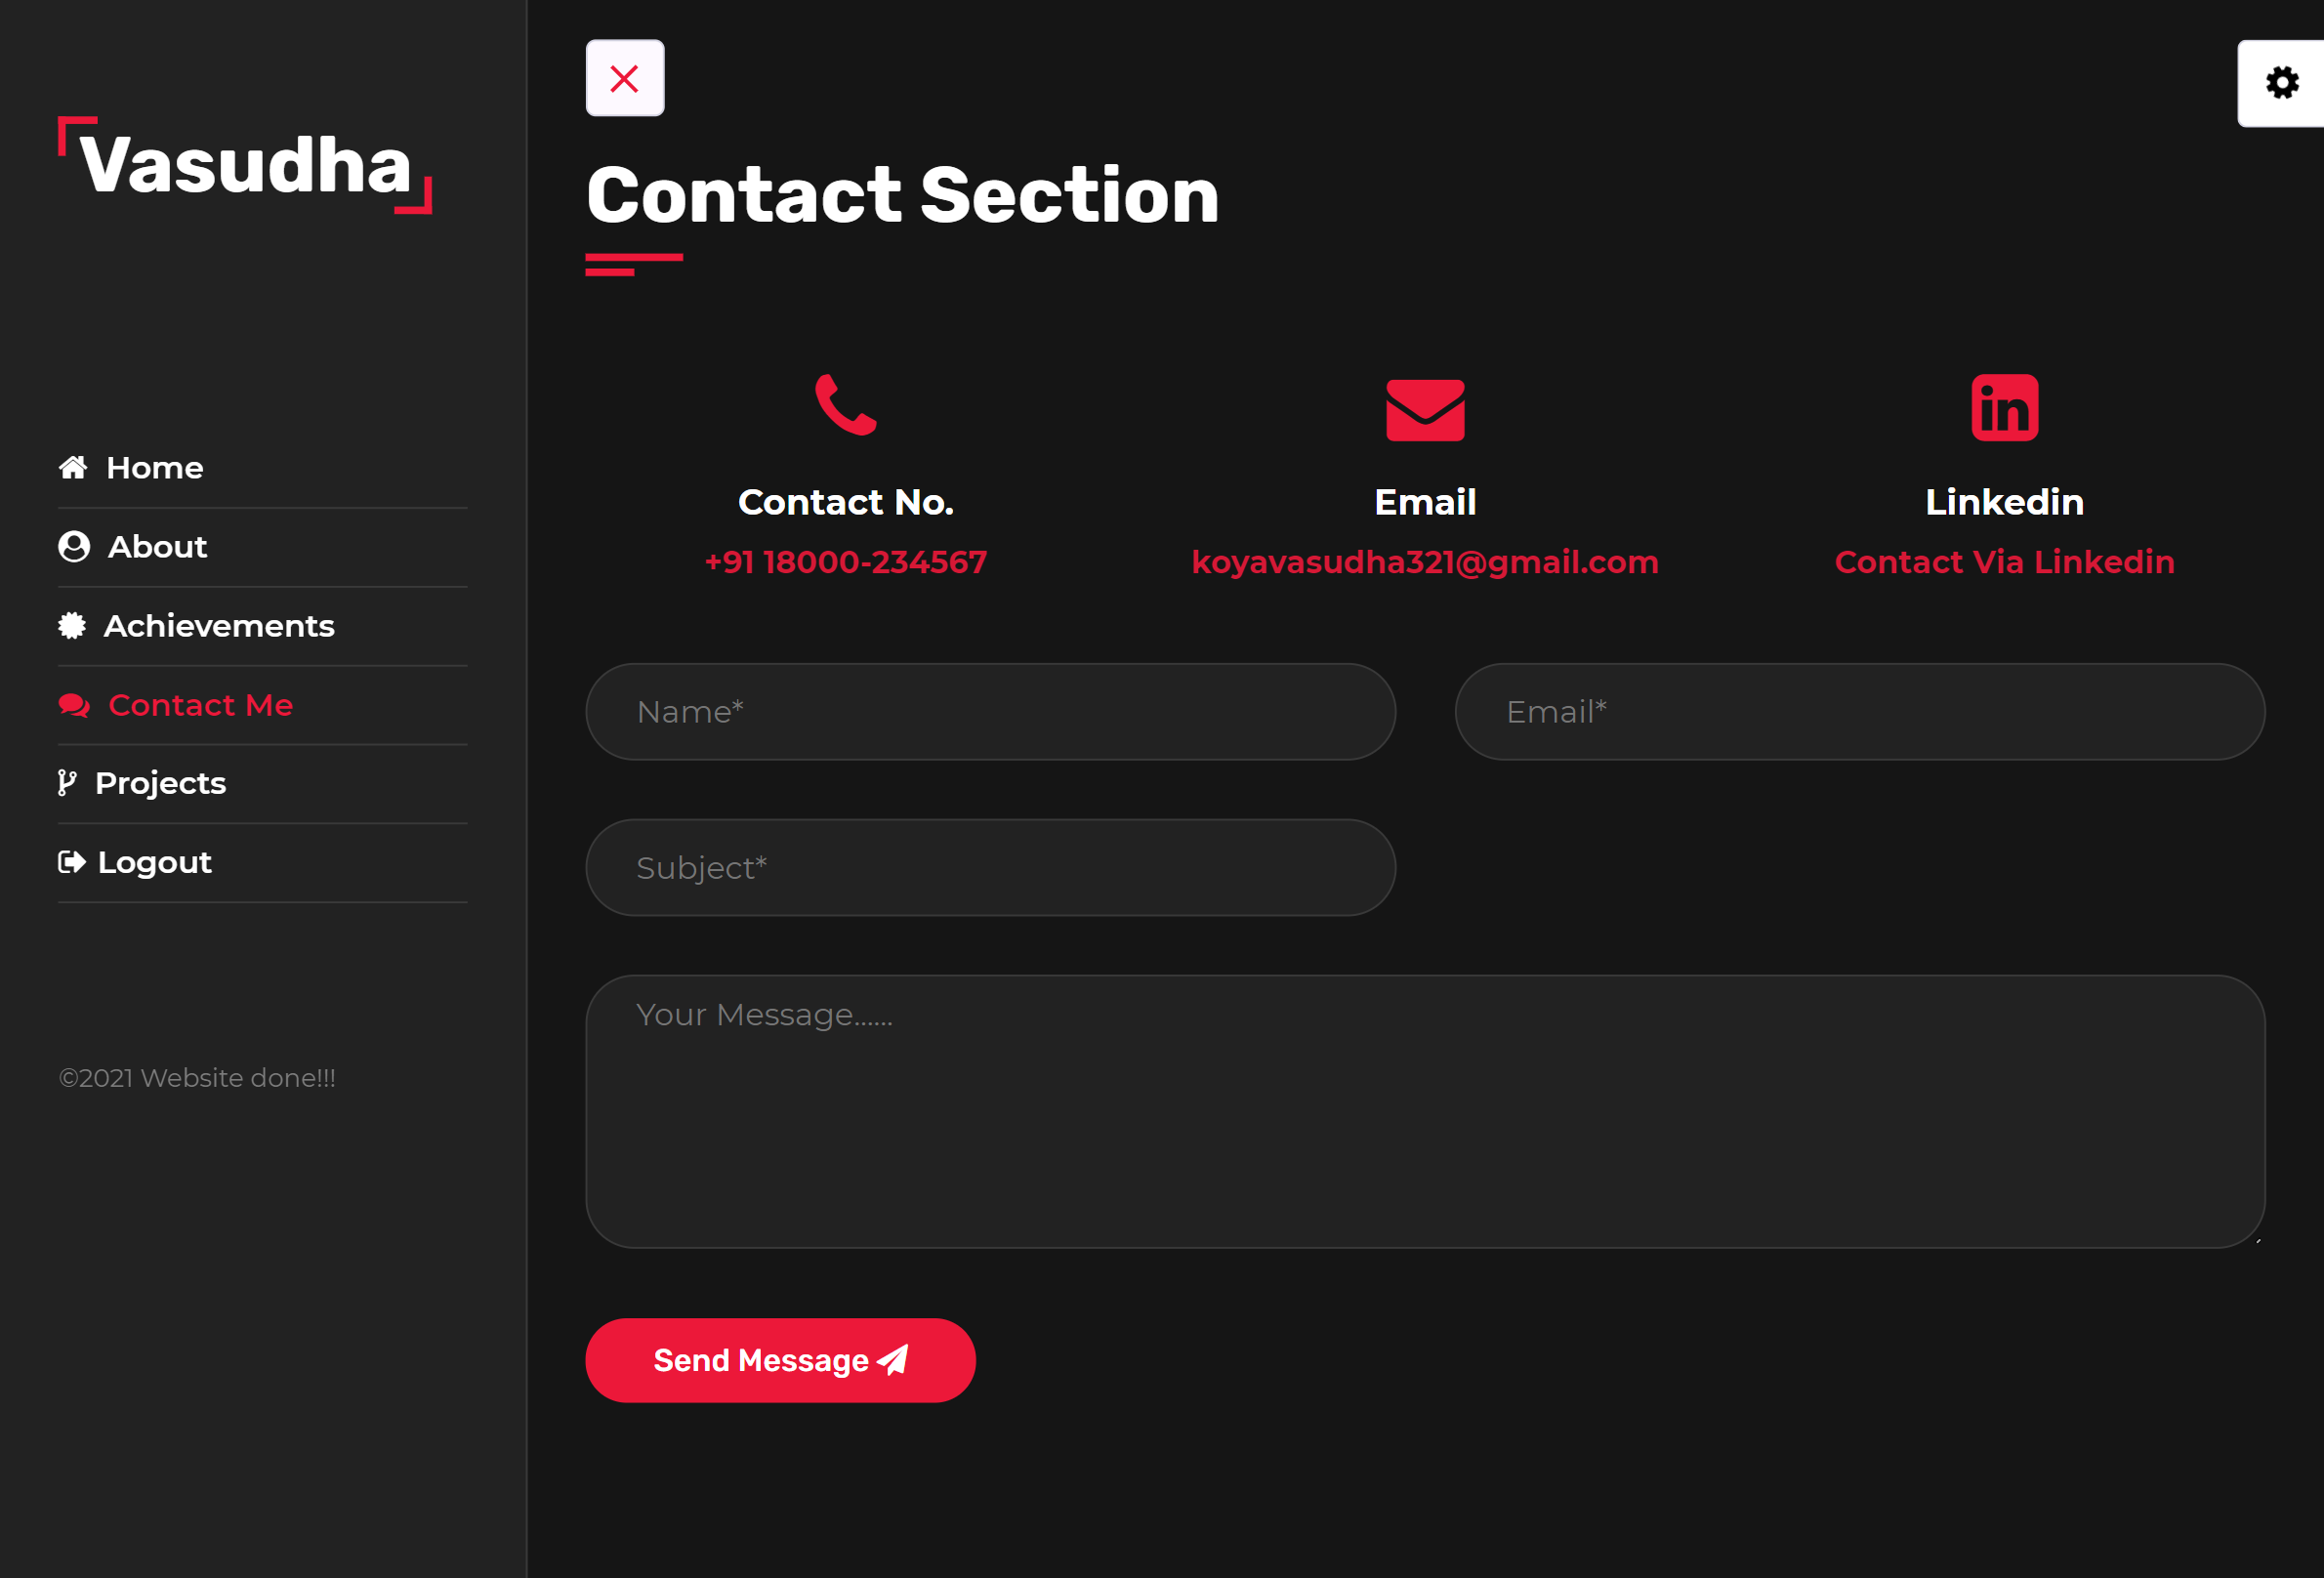 Vasudha
Home
About
Achievements
Contact Me
Projects
Logout
©2021 Website done!!!
Contact Section
Contact No.
+91 18000-234567
Email
koyavasudha321@gmail.com
Linkedin
Contact Via Linkedin
Name*
Email*
Subject*
Your Message......
Send Message